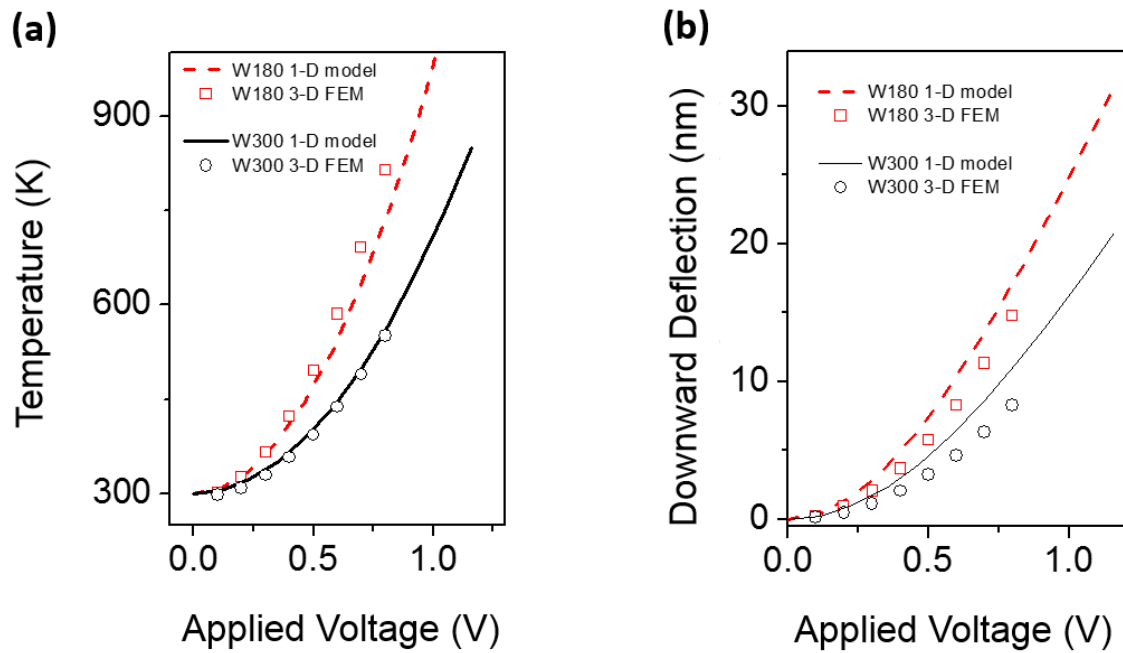 (a)
W180 1-D model
W180 3-D FEM
W300 1-D model
W300 3-D FEM
900
600
300
0.0 0.5 1.0
Temperature (K)
Applied Voltage (V)
(b)
W180 1-D model
W180 3-D FEM
W300 1-D model
W300 3-D FEM
30
20
10
0
0.0 0.5 1.0
Downward Deflection (nm)
Applied Voltage (V)